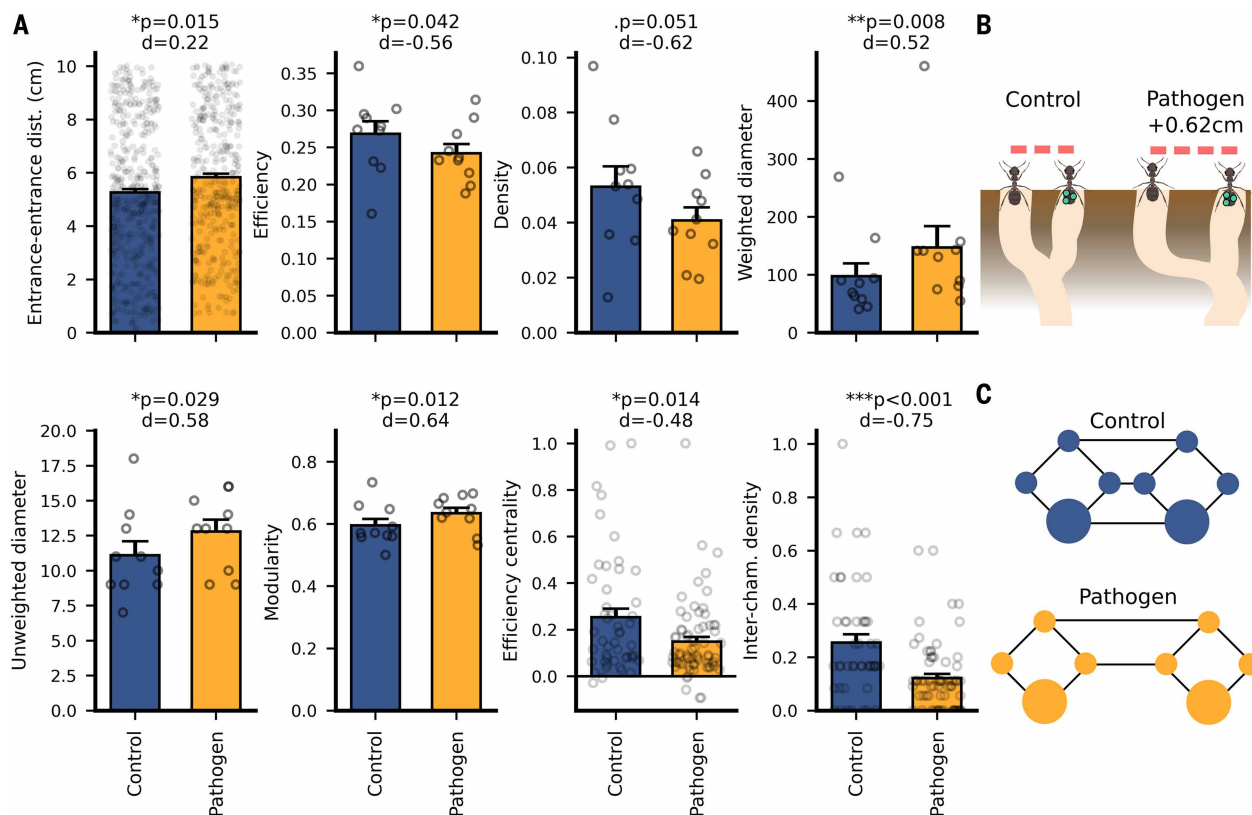 A
*p=0.015
d=0.22
Entrance-entrance dist. (cm)
10
8
6
4
2
0
*p=0.042
d=-0.56
Efficiency
0.35
0.30
0.25
0.20
0.15
0.10
0.05
0.00
.p=0.051
d=-0.62
Density
0.10
0.08
0.06
0.04
0.02
0.00
**p=0.008
d=0.52
Weighted diameter
400
300
200
100
0
B
Control
Pathogen
+0.62cm
*p=0.029
d=0.58
Unweighted diameter
20.0
17.5
15.0
12.5
10.0
7.5
5.0
2.5
0.0
Control
Pathogen
*p=0.012
d=0.64
Modularity
0.8
0.6
0.4
0.2
0.0
Control
Pathogen
*p=0.014
d=-0.48
Efficiency centrality
1.0
0.8
0.6
0.4
0.2
0.0
Control
Pathogen
***p<0.001
d=-0.75
Inter-cham. density
1.0
0.8
0.6
0.4
0.2
0.0
Control
Pathogen
C
Control
Pathogen